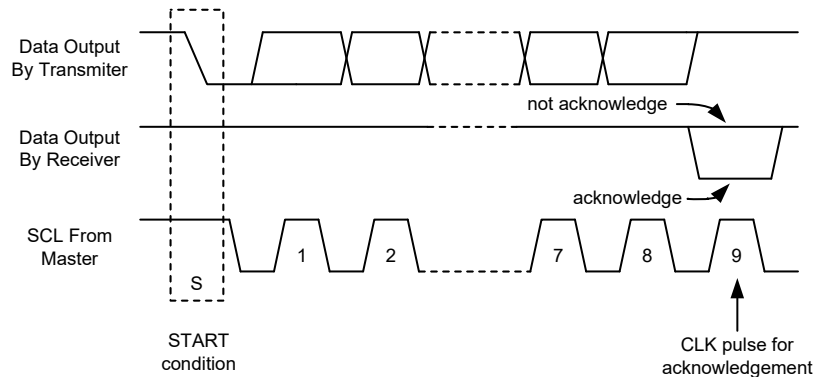 Data Output
By Transmiter
not acknowledge
Data Output
By Receiver
acknowledge
SCL From
Master
1
2
7
8
9
S
START
condition
CLK pulse for
acknowledgement